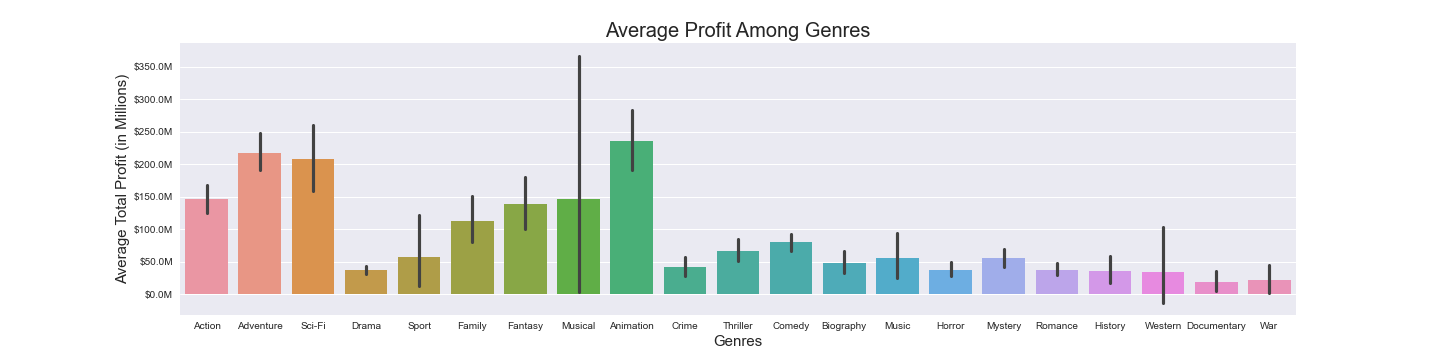 Average Profit Among Genres
Average Total Profit (in Millions)
$350.0M
$300.0M
$250.0M
$200.0M
$150.0M
$100.0M
$50.0M
$0.0M
Action Adventure Sci-Fi Drama Sport Family Fantasy Musical Animation Crime Thriller Comedy Biography Music Horror Mystery Romance History Western Documentary War
Genres